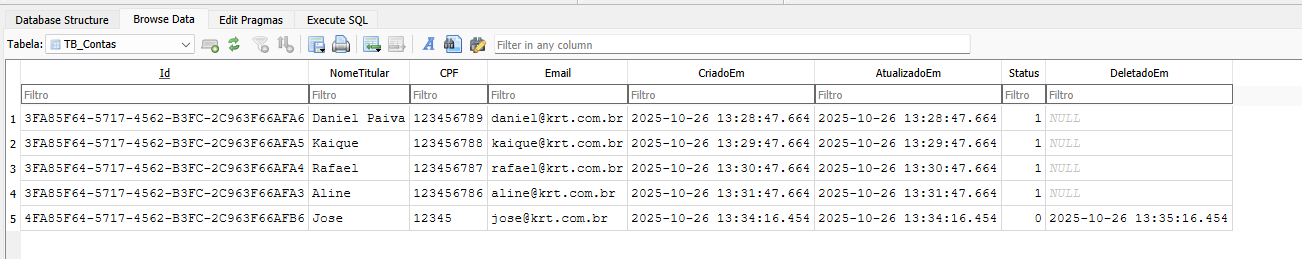 Database Structure Browse Data Edit Pragmas Execute SQL
Tabela: TB_Contas Filter in any column
Id NomeTitular CPF Email CriadoEm AtualizadoEm Status DeletadoEm
Filtro Filtro Filtro Filtro Filtro Filtro Filtro Filtro
1 3FA85F64-5717-4562-B3FC-2C963F66AFA6 Daniel Paiva 123456789 daniel@krt.com.br 2025-10-26 13:28:47.664 2025-10-26 13:28:47.664 1 NULL
2 3FA85F64-5717-4562-B3FC-2C963F66AFA5 Kaique 123456788 kaique@krt.com.br 2025-10-26 13:29:47.664 2025-10-26 13:29:47.664 1 NULL
3 3FA85F64-5717-4562-B3FC-2C963F66AFA4 Rafael 123456787 rafael@krt.com.br 2025-10-26 13:30:47.664 2025-10-26 13:30:47.664 1 NULL
4 3FA85F64-5717-4562-B3FC-2C963F66AFA3 Aline 123456786 aline@krt.com.br 2025-10-26 13:31:47.664 2025-10-26 13:31:47.664 1 NULL
5 4FA85F64-5717-4562-B3FC-2C963F66AFB6 Jose 12345 jose@krt.com.br 2025-10-26 13:34:16.454 2025-10-26 13:34:16.454 0 2025-10-26 13:35:16.454